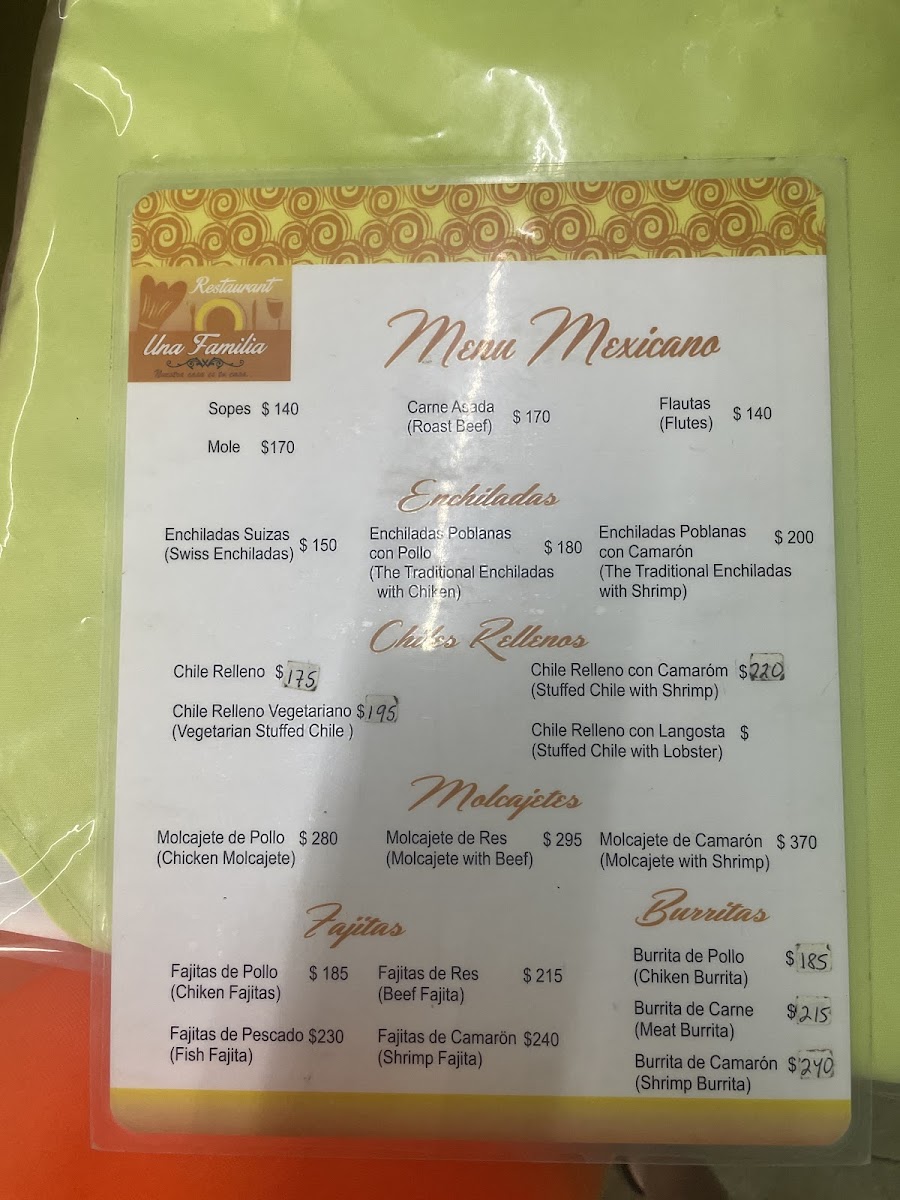 Restaurant
Una Familia
Nuestra casa es tu casa...
Menu Mexicano
Sopes $ 140
Mole $170
Carne Asada
(Roast Beef) $ 170
Flautas
(Flutes) $ 140
Enchiladas
Enchiladas Suizas
(Swiss Enchiladas) $ 150
Enchiladas Poblanas
con Pollo $ 180
(The Traditional Enchiladas
with Chiken)
Enchiladas Poblanas $ 200
con Camarón
(The Traditional Enchiladas
with Shrimp)
Chiles Rellenos
Chile Relleno $ 175
Chile Relleno Vegetariano $ 195
(Vegetarian Stuffed Chile )
Chile Relleno con Camaróm $ 220
(Stuffed Chile with Shrimp)
Chile Relleno con Langosta $
(Stuffed Chile with Lobster)
Molcajetes
Molcajete de Pollo $ 280
(Chicken Molcajete)
Molcajete de Res $ 295
(Molcajete with Beef)
Molcajete de Camarón $ 370
(Molcajete with Shrimp)
Fajitas
Fajitas de Pollo $ 185
(Chiken Fajitas)
Fajitas de Res $ 215
(Beef Fajita)
Fajitas de Pescado $230
(Fish Fajita)
Fajitas de Camarön $240
(Shrimp Fajita)
Burritas
Burrita de Pollo $ 185
(Chiken Burrita)
Burrita de Carne $ 215
(Meat Burrita)
Burrita de Camarón $ 240
(Shrimp Burrita)